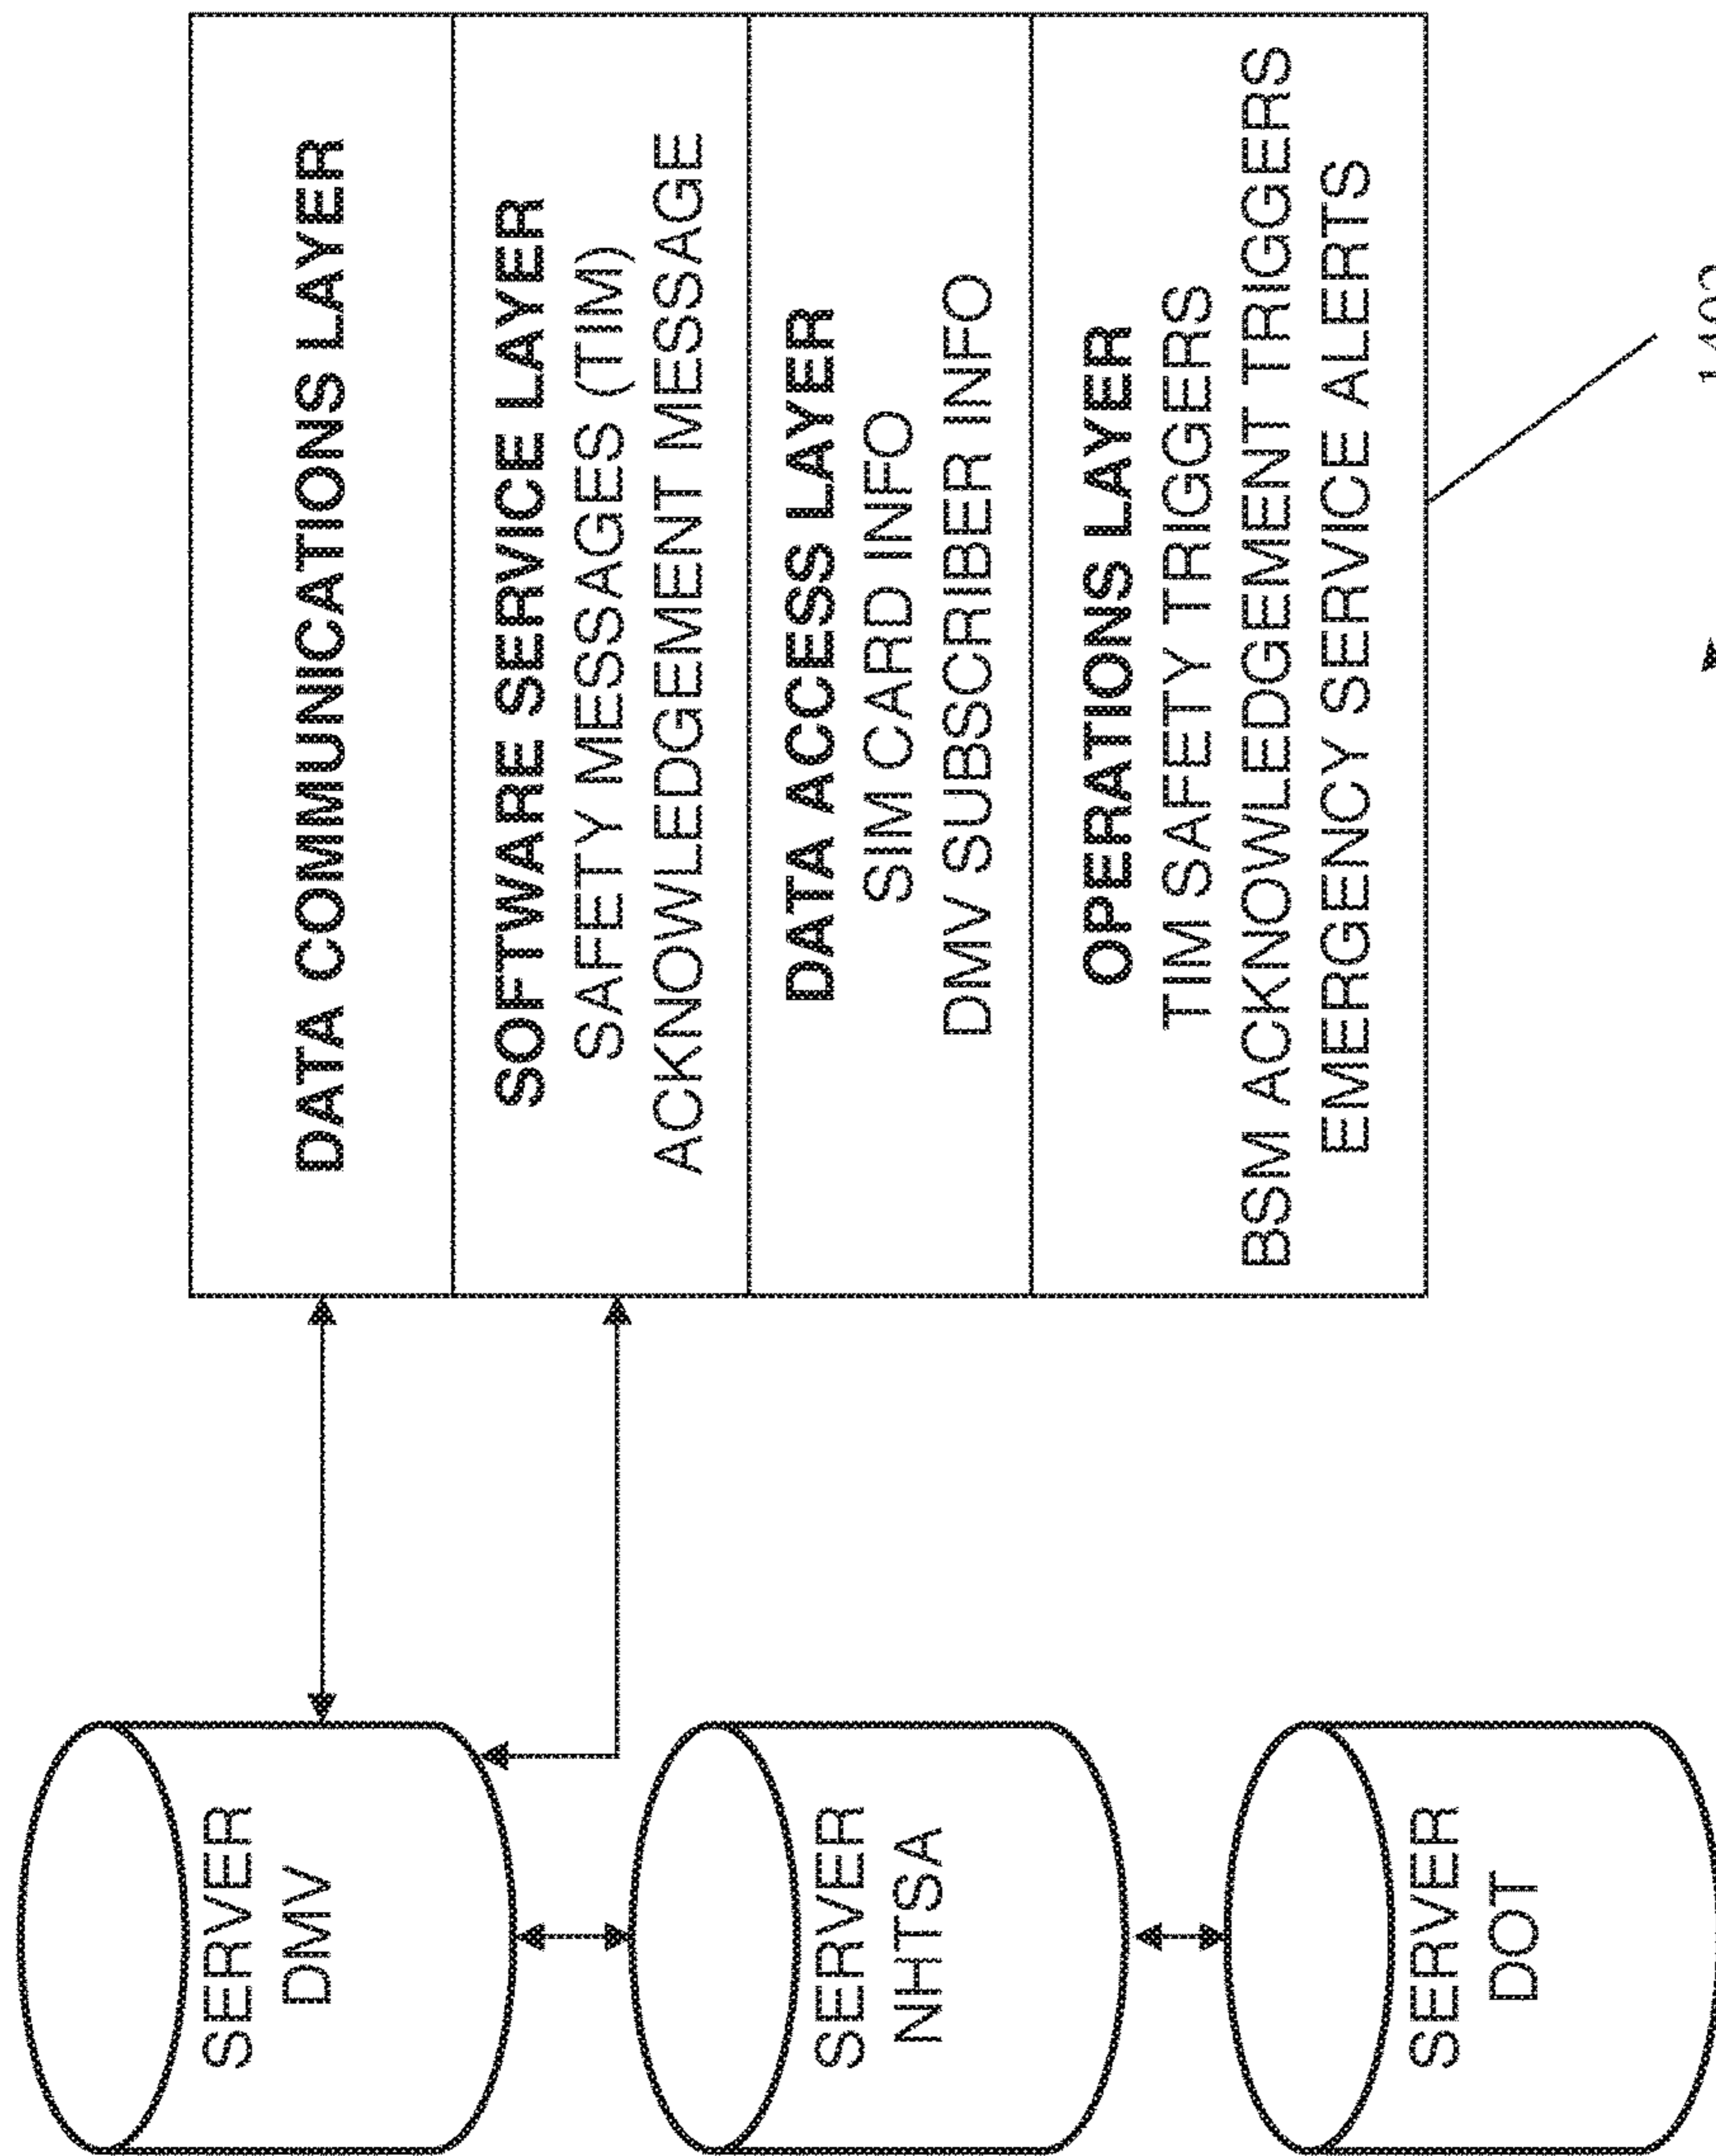 SERVER
DMV
SERVER
NHTSA
SERVER
DOT
DATA COMMUNICATIONS LAYER
SOFTWARE SERVICE LAYER
SAFETY MESSAGES (TIM)
ACKNOWLEDGEMENT MESSAGE
DATA ACCESS LAYER
SIM CARD INFO
DMV SUBSCRIBER INFO
OPERATIONS LAYER
TIM SAFETY TRIGGERS
BSM ACKNOWLEDGEMENT TRIGGERS
EMERGENCY SERVICE ALERTS